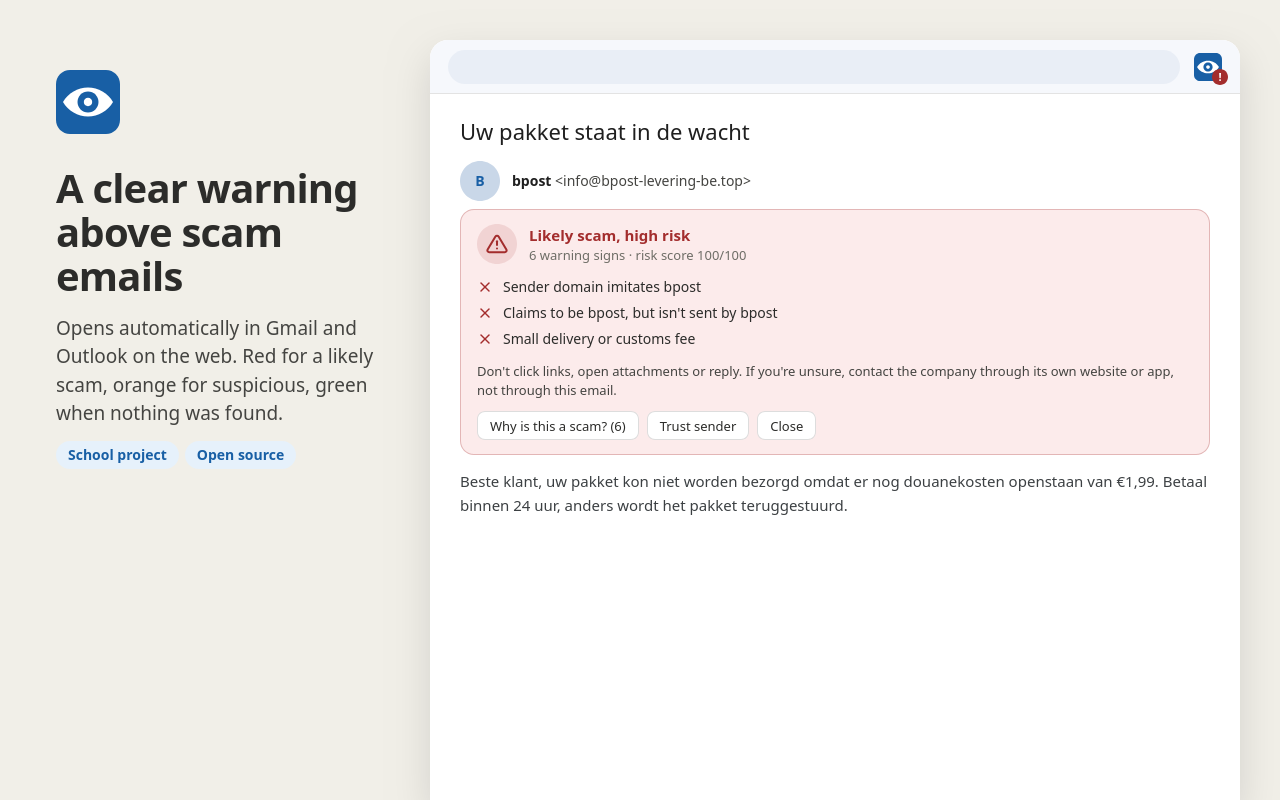 A clear warning
above scam
emails
Opens automatically in Gmail and
Outlook on the web. Red for a likely
scam, orange for suspicious, green
when nothing was found.
School project
Open source
!
Uw pakket staat in de wacht
B
bpost <info@bpost-levering-be.top>
Likely scam, high risk
6 warning signs · risk score 100/100
Sender domain imitates bpost
Claims to be bpost, but isn't sent by bpost
Small delivery or customs fee
Don't click links, open attachments or reply. If you're unsure, contact the company through its own website or app,
not through this email.
Why is this a scam? (6)
Trust sender
Close
Beste klant, uw pakket kon niet worden bezorgd omdat er nog douanekosten openstaan van €1,99. Betaal
binnen 24 uur, anders wordt het pakket teruggestuurd.